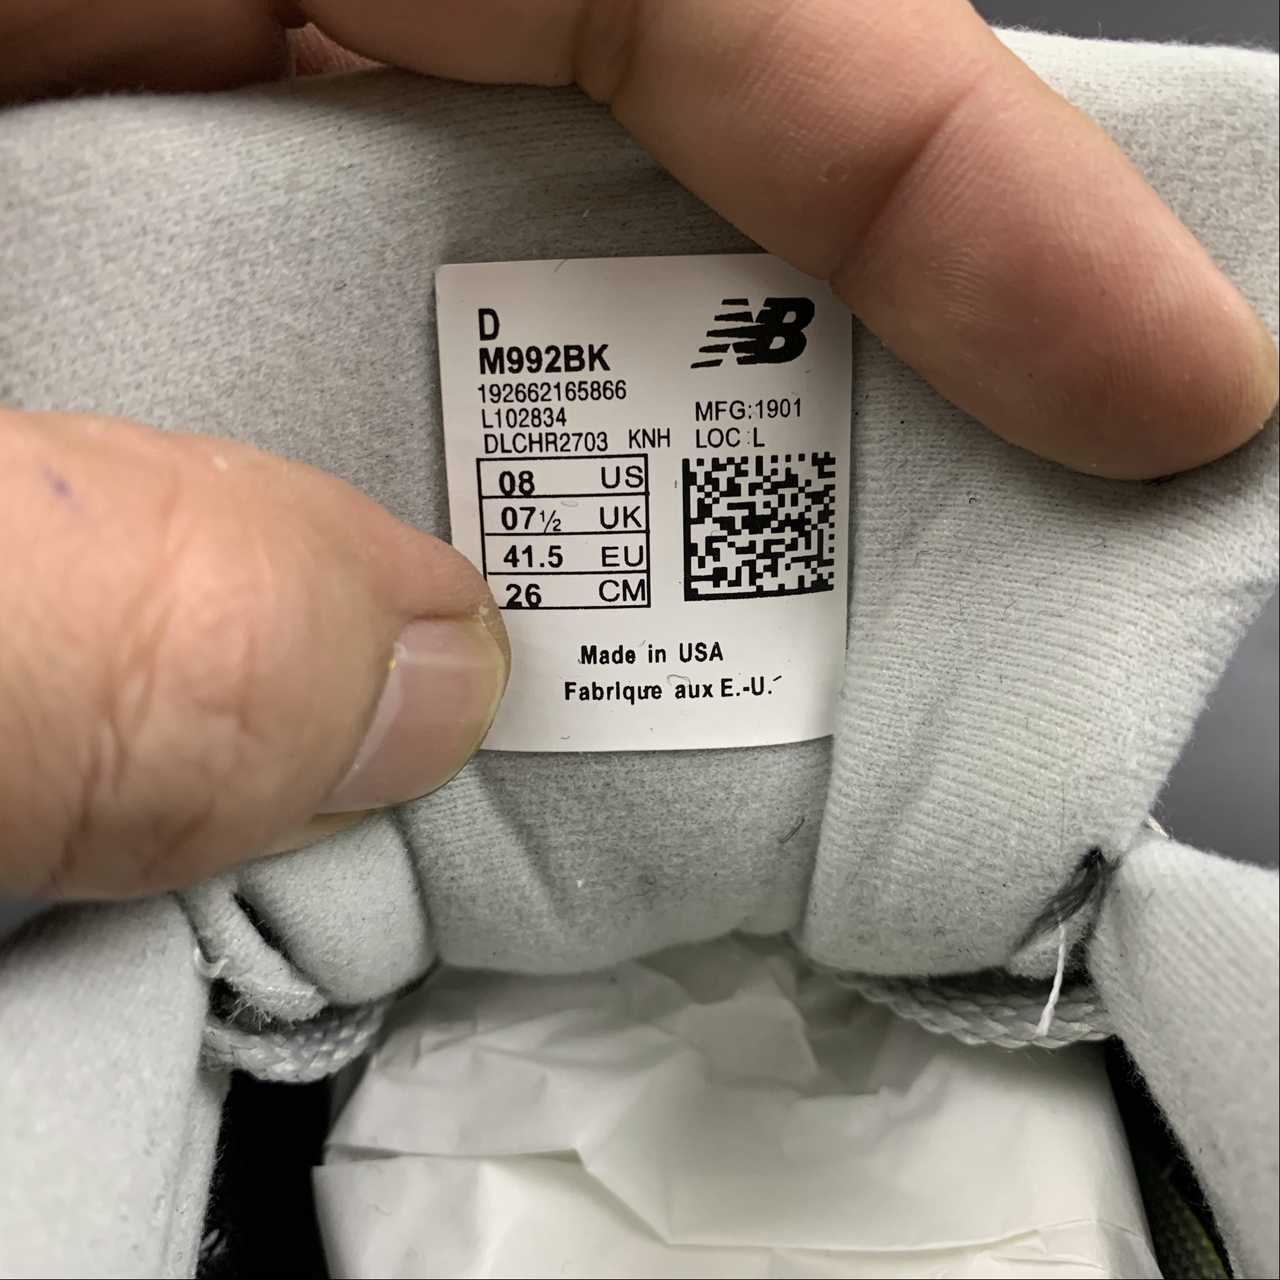 D
NB
M992BK
192662165866
L102834
MFG:1901
DLCHR2703 KNH LOC:L
08 US
07½ UK
41.5 EU
26 CM
Made in USA
Fabrique aux E.-U.